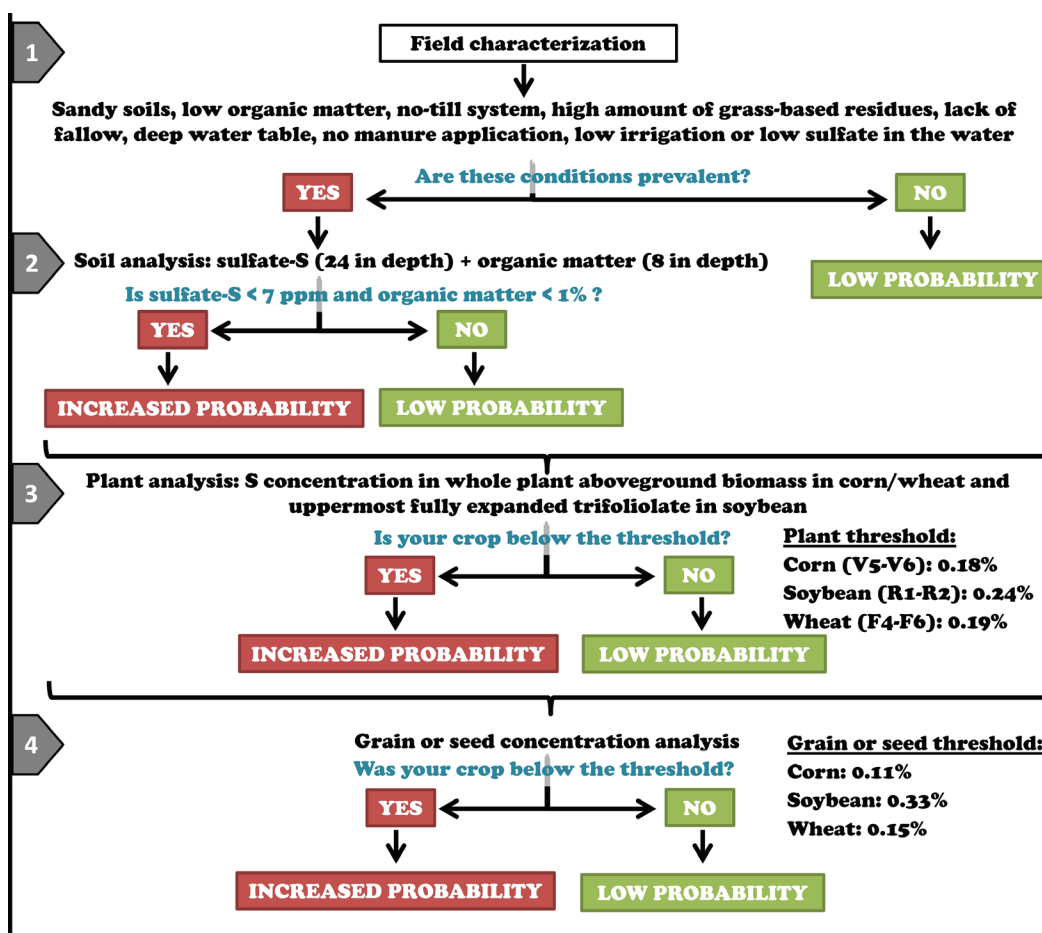 1
Field characterization
Sandy soils, low organic matter, no-till system, high amount of grass-based residues, lack of
fallow, deep water table, no manure application, low irrigation or low sulfate in the water
Are these conditions prevalent?
YES
NO
2
Soil analysis: sulfate-S (24 in depth) + organic matter (8 in depth)
LOW PROBABILITY
Is sulfate-S < 7 ppm and organic matter < 1% ?
YES
NO
INCREASED PROBABILITY
LOW PROBABILITY
3
Plant analysis: S concentration in whole plant aboveground biomass in corn/wheat and
uppermost fully expanded trifoliolate in soybean
Is your crop below the threshold?
YES
NO
Plant threshold:
Corn (V5-V6): 0.18%
Soybean (R1-R2): 0.24%
Wheat (F4-F6): 0.19%
INCREASED PROBABILITY
LOW PROBABILITY
4
Grain or seed concentration analysis
Was your crop below the threshold?
YES
NO
Grain or seed threshold:
Corn: 0.11%
Soybean: 0.33%
Wheat: 0.15%
INCREASED PROBABILITY
LOW PROBABILITY